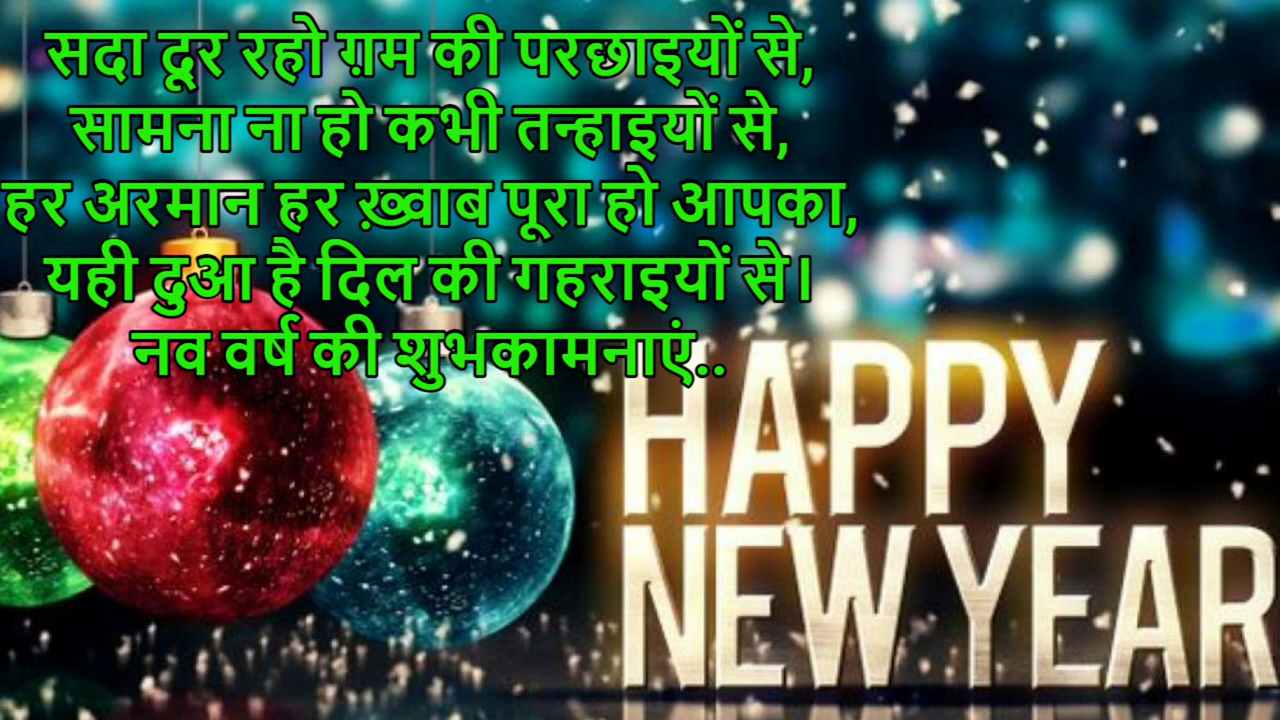 सदा दूर रहो ग़म की परछाइयों से,
सामना ना हो कभी तन्हाइयों से,
हर अरमान हर ख़्वाब पूरा हो आपका,
यही दुआ है दिल की गहराइयों से।
नव वर्ष की शुभकामनाएं..
HAPPY
NEW YEAR